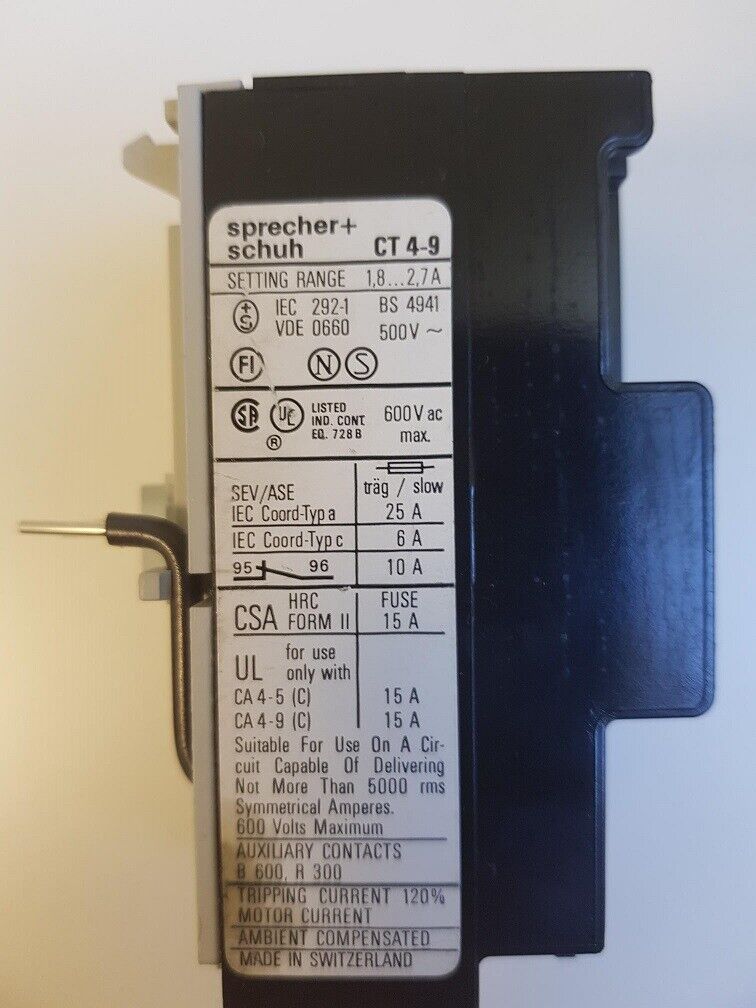 sprecher+
schuh CT 4-9
SETTING RANGE 1,8...2,7A
+S IEC 292-1 BS 4941
VDE 0660 500V ~
FI N S
SA UL LISTED
IND. CONT.
EQ. 728 B
600V ac
max.
®
SEV/ASE träg / slow
IEC Coord-Typ a 25 A
IEC Coord-Typ c 6 A
95 96 10 A
CSA HRC
FORM II
FUSE
15 A
UL for use
only with
CA 4-5 (C) 15 A
CA 4-9 (C) 15 A
Suitable For Use On A Cir-
cuit Capable Of Delivering
Not More Than 5000 rms
Symmetrical Amperes.
600 Volts Maximum
AUXILIARY CONTACTS
B 600, R 300
TRIPPING CURRENT 120%
MOTOR CURRENT
AMBIENT COMPENSATED
MADE IN SWITZERLAND